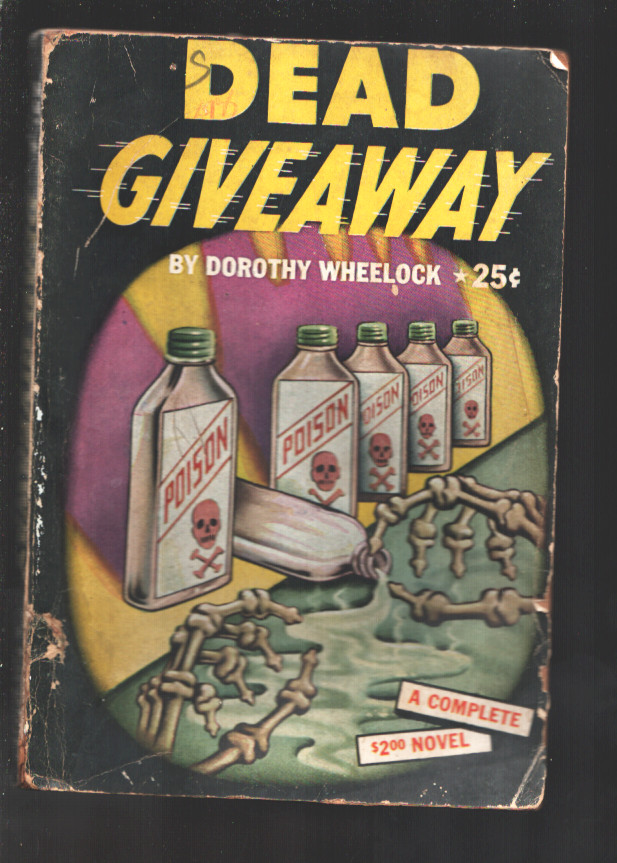 S
DEAD
GIVEAWAY
BY DOROTHY WHEELOCK ★ 25¢
POISON
POISON
POISON
POISON
POISON
A COMPLETE
$2.00 NOVEL